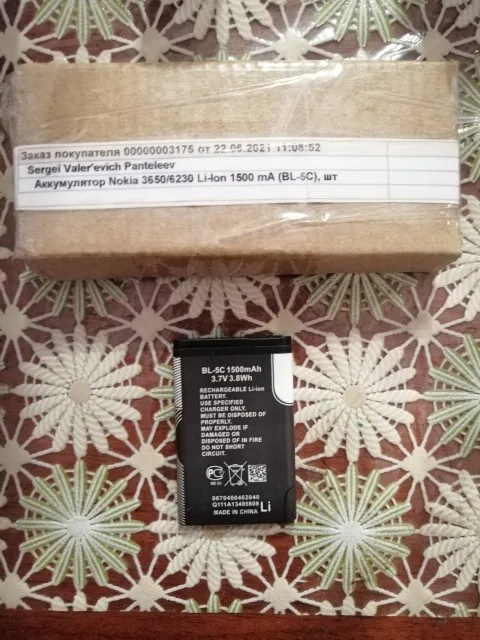 Заказ покупателя 00000003175 от 22.06.2021 11:08:52
Sergei Valer'evich Panteleev
Аккумулятор Nokia 3650/6230 Li-Ion 1500 mA (BL-5C), шт
BL-5C 1500mAh
3.7V 3.8Wh
RECHARGEABLE Li-Ion
BATTERY.
USE SPECIFIED
CHARGER ONLY.
MUST BE DISPOSED OF
PROPERLY.
MAY EXPLODE
IF DAMAGED OR
DISPOSED OF IN FIRE
DO NOT SHORT
CIRCUIT.
0670400462040
Q111A13495808
MADE IN CHINA
Li